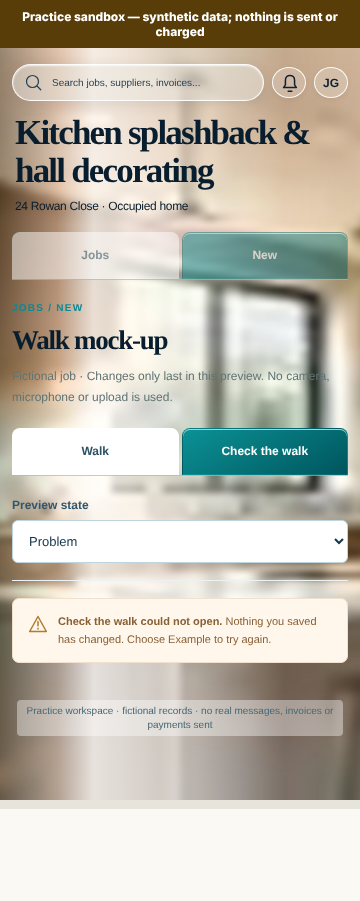 Practice sandbox — synthetic data; nothing is sent or
charged
Search jobs, suppliers, invoices...
JG
Kitchen splashback &
hall decorating
24 Rowan Close · Occupied home
Jobs
New
JOBS / NEW
Walk mock-up
Fictional job · Changes only last in this preview. No camera,
microphone or upload is used.
Walk
Check the walk
Preview state
Problem
Check the walk could not open. Nothing you saved
has changed. Choose Example to try again.
Practice workspace · fictional records · no real messages, invoices or
payments sent